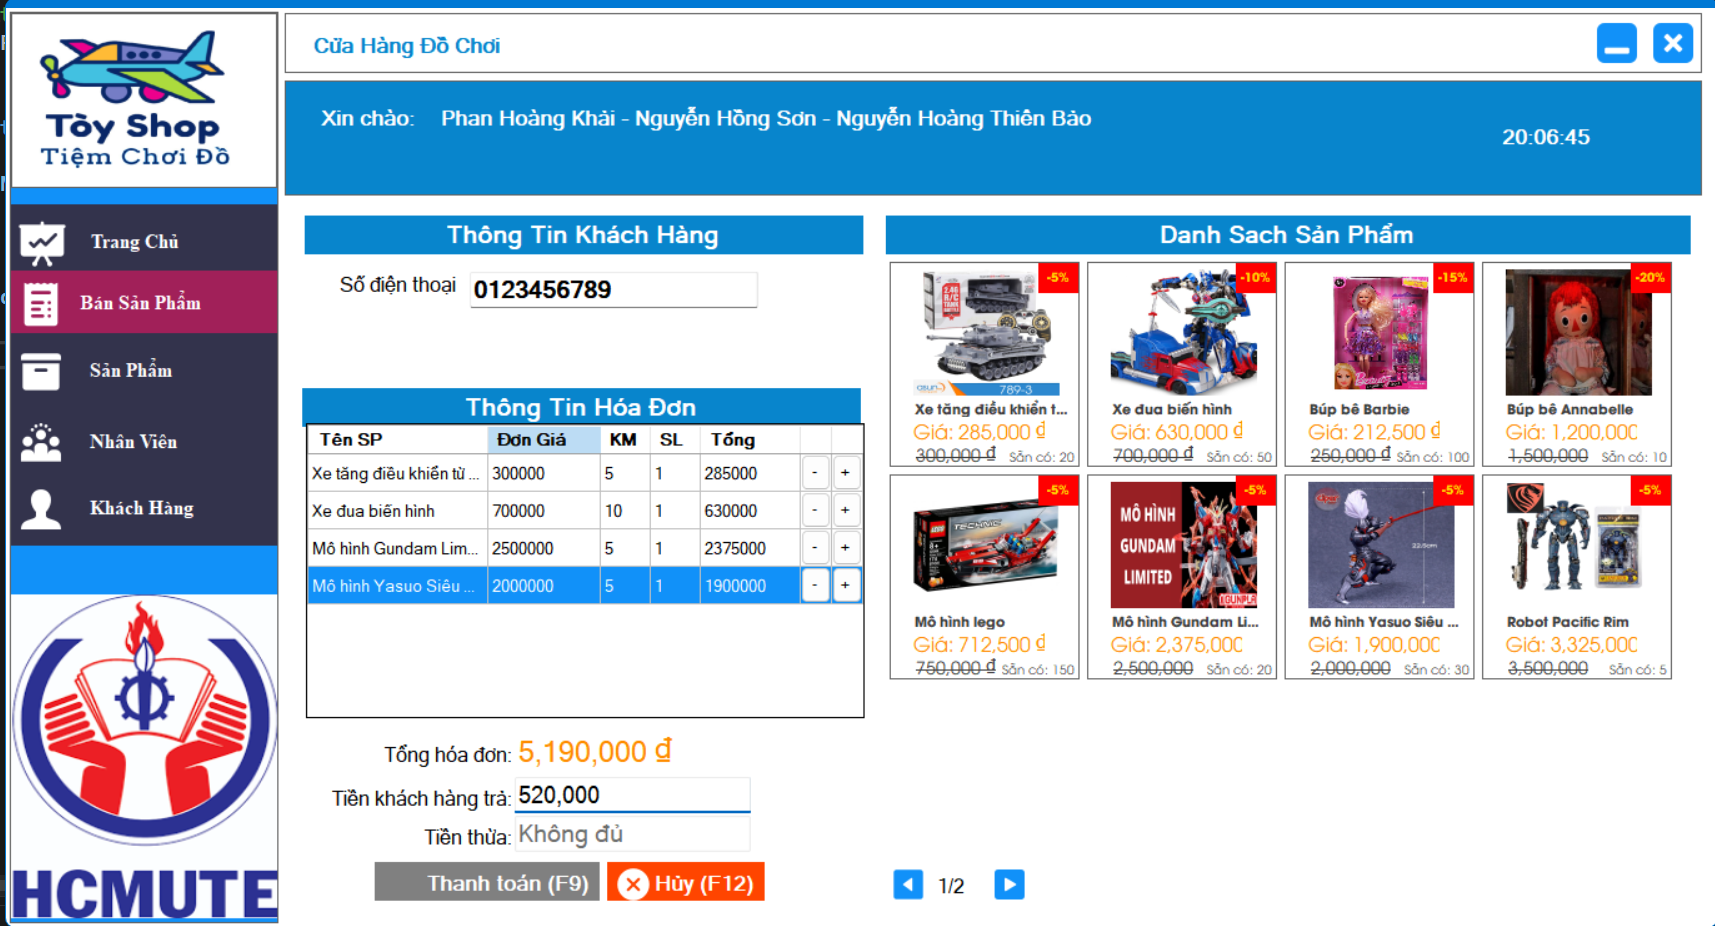 Tòy Shop
Tiệm Chơi Đồ
Trang Chủ
Bán Sản Phẩm
Sản Phẩm
Nhân Viên
Khách Hàng
HCMUTE
Cửa Hàng Đồ Chơi
Xin chào: Phan Hoàng Khải - Nguyễn Hồng Sơn - Nguyễn Hoàng Thiên Bảo
20:06:45
Thông Tin Khách Hàng
Số điện thoại 0123456789
Thông Tin Hóa Đơn
Tên SP Đơn Giá KM SL Tổng
Xe tăng điều khiển từ ... 300000 5 1 285000 - +
Xe đua biến hình 700000 10 1 630000 - +
Mô hình Gundam Lim... 2500000 5 1 2375000 - +
Mô hình Yasuo Siêu ... 2000000 5 1 1900000 - +
Tổng hóa đơn: 5,190,000 ₫
Tiền khách hàng trả: 520,000
Tiền thừa: Không đủ
Thanh toán (F9) Hủy (F12)
Danh Sach Sản Phẩm
-5% -10% -15% -20%
789-3
Xe tăng điều khiển t... Xe đua biến hình Búp bê Barbie Búp bê Annabelle
Giá: 285,000 ₫ Giá: 630,000 ₫ Giá: 212,500 ₫ Giá: 1,200,000
300,000 ₫ Sẵn có: 20 700,000 ₫ Sẵn có: 50 250,000 ₫ Sẵn có: 100 1,500,000 Sẵn có: 10
-5% -5% -5% -5%
LEGO TECHNIC
MÔ HÌNH
GUNDAM
LIMITED
GUNPLA
22.5cm
Mô hình lego Mô hình Gundam Li... Mô hình Yasuo Siêu ... Robot Pacific Rim
Giá: 712,500 ₫ Giá: 2,375,000 Giá: 1,900,000 Giá: 3,325,000
750,000 ₫ Sẵn có: 150 2,500,000 Sẵn có: 20 2,000,000 Sẵn có: 30 3,500,000 Sẵn có: 5
1/2